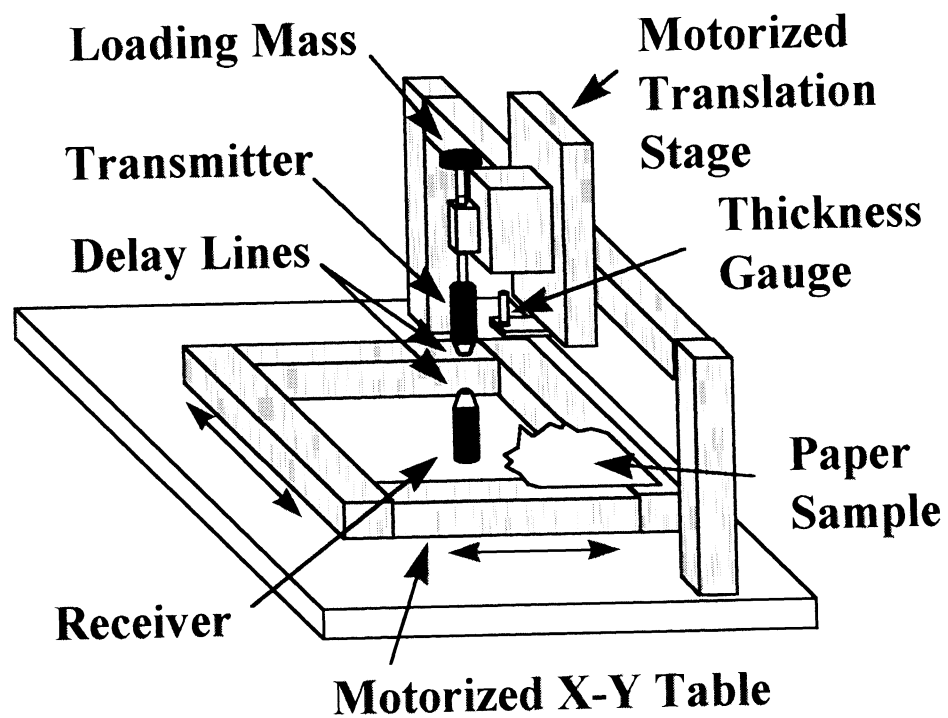 Loading Mass
Motorized
Translation
Stage
Transmitter
Thickness
Gauge
Delay Lines
Paper
Sample
Receiver
Motorized X-Y Table